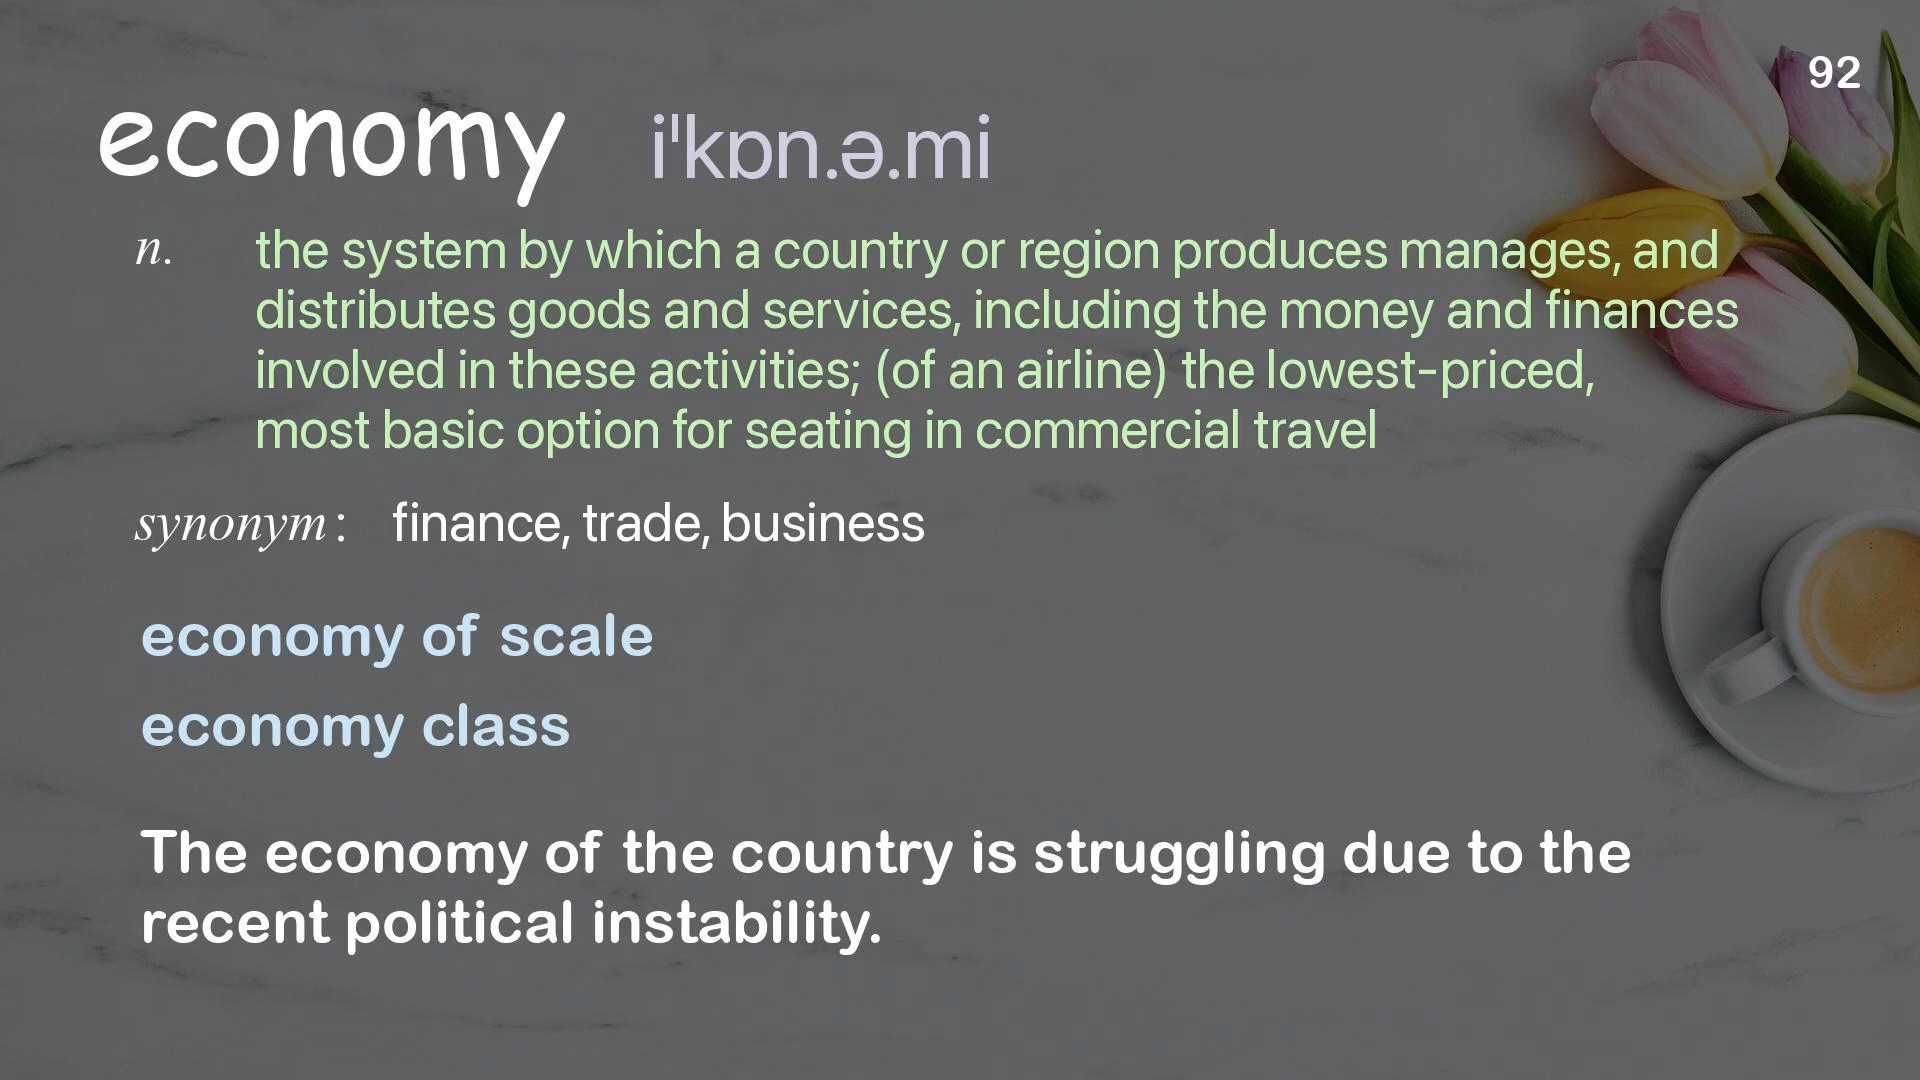 92
economy iˈkɒn.ə.mi
n. the system by which a country or region produces manages, and
distributes goods and services, including the money and finances
involved in these activities; (of an airline) the lowest-priced,
most basic option for seating in commercial travel
synonym: finance, trade, business
economy of scale
economy class
The economy of the country is struggling due to the
recent political instability.